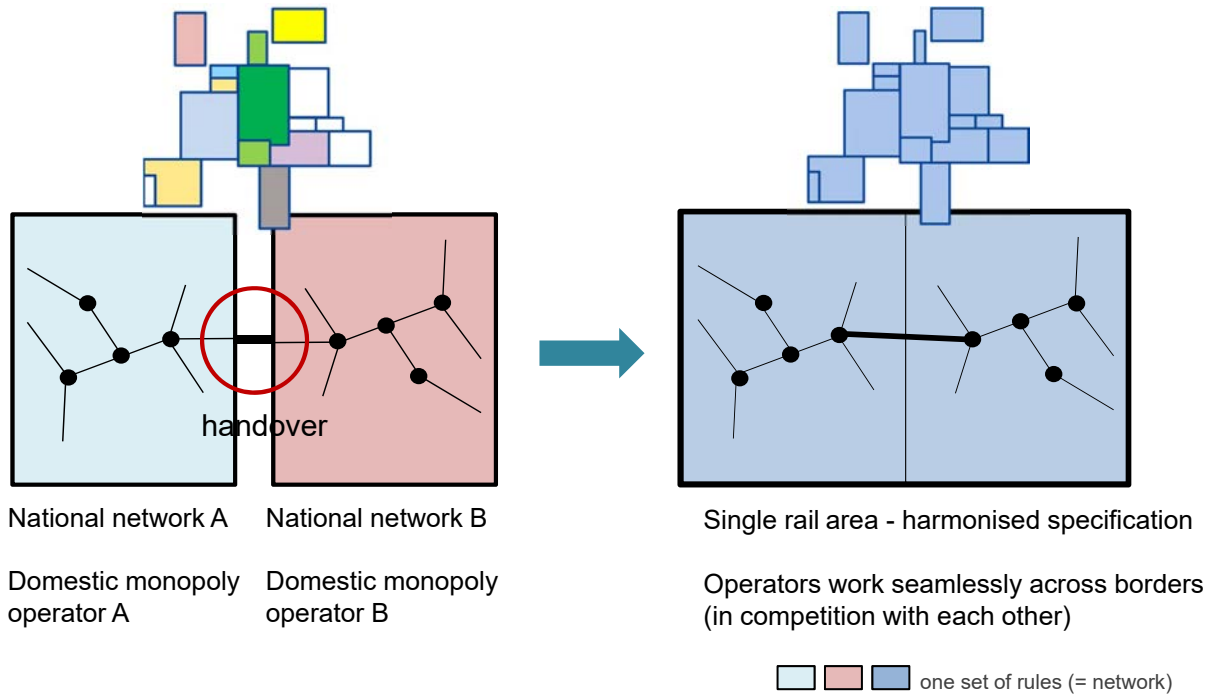 handover
National network A
National network B
Single rail area - harmonised specification
Domestic monopoly
operator A
Domestic monopoly
operator B
Operators work seamlessly across borders
(in competition with each other)
one set of rules (= network)